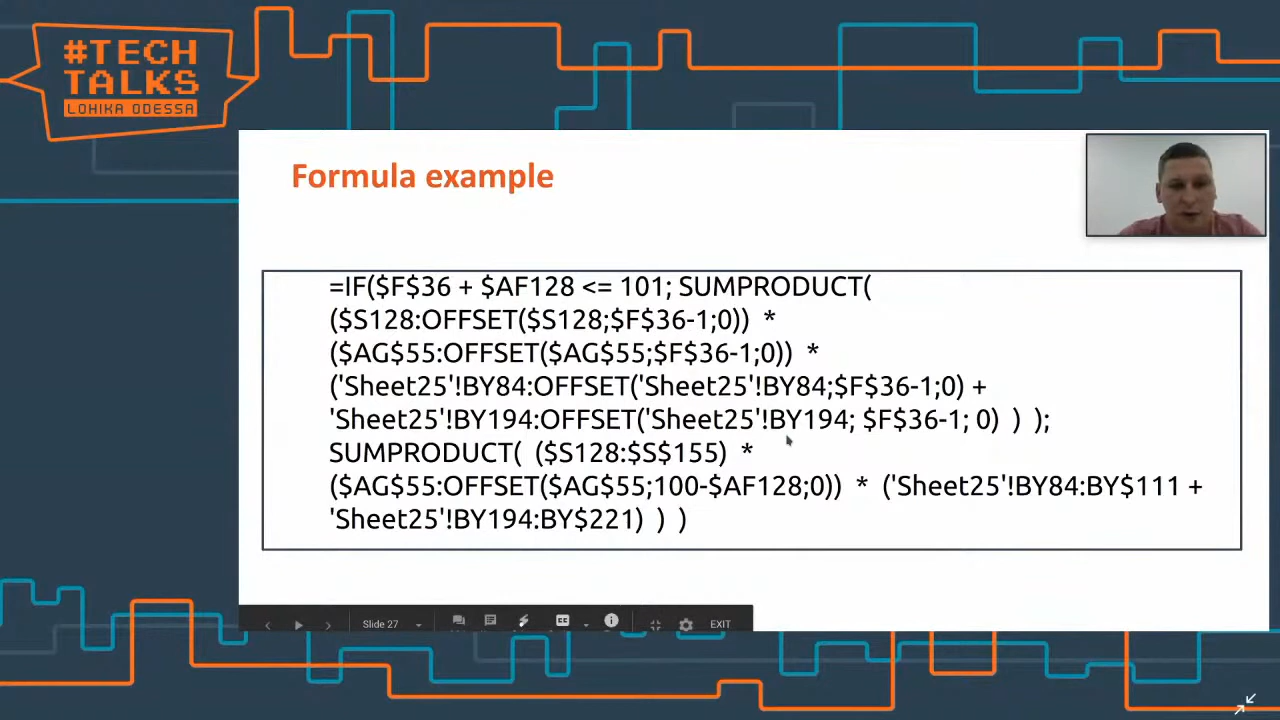 #TECH
TALKS
LOHIKA ODESSA
Formula example
=IF($F$36 + $AF128 <= 101; SUMPRODUCT(
($S128:OFFSET($S128;$F$36-1;0)) *
($AG$55:OFFSET($AG$55;$F$36-1;0)) *
('Sheet25'!BY84:OFFSET('Sheet25'!BY84;$F$36-1;0) +
'Sheet25'!BY194:OFFSET('Sheet25'!BY194; $F$36-1; 0) ) );
SUMPRODUCT( ($S128:$S$155) *
($AG$55:OFFSET($AG$55;100-$AF128;0)) * ('Sheet25'!BY84:BY$111 +
'Sheet25'!BY194:BY$221) ) )
Slide 27
EXIT